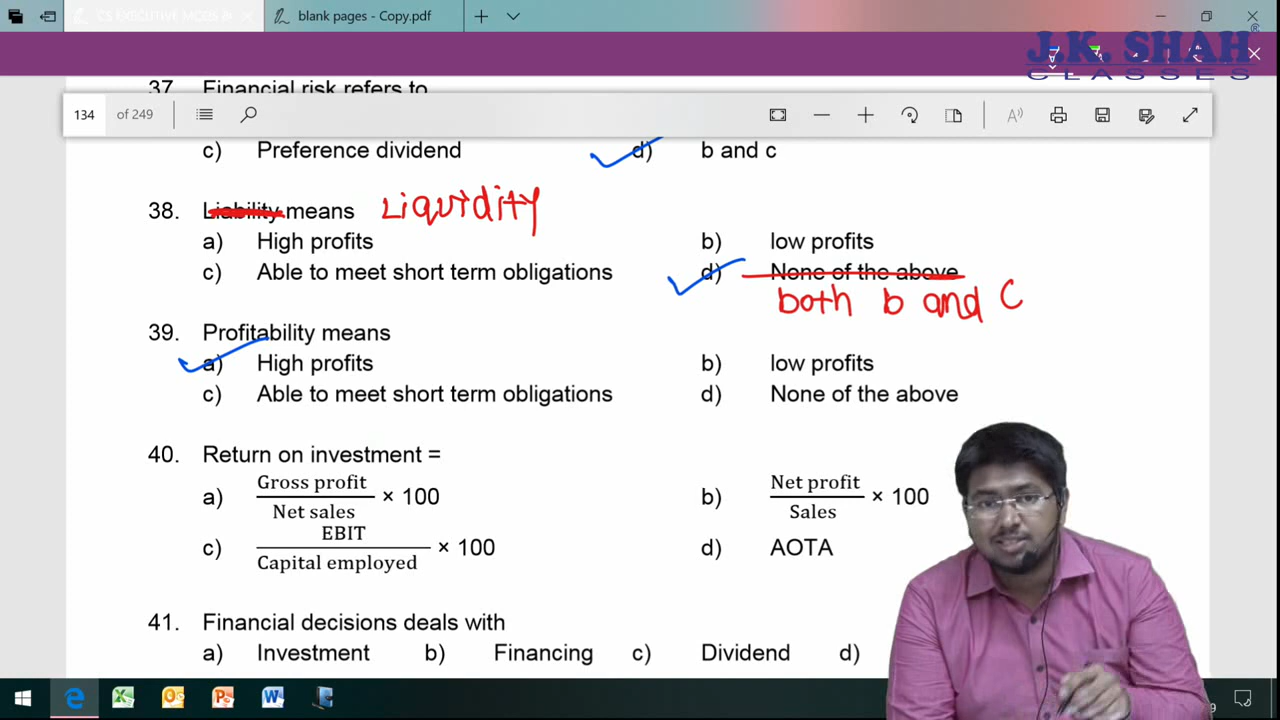 CS EXECUTIVE MCQS B
blank pages - Copy.pdf
J.K. SHAH®
CLASSES
37. Financial risk refers to
134 of 249
c) Preference dividend d) b and c
38. Liability means LiquidITy
a) High profits b) low profits
c) Able to meet short term obligations d) None of the above
both b and C
39. Profitability means
a) High profits b) low profits
c) Able to meet short term obligations d) None of the above
40. Return on investment =
a) Gross profit / Net sales × 100 b) Net profit / Sales × 100
c) EBIT / Capital employed × 100 d) AOTA
41. Financial decisions deals with
a) Investment b) Financing c) Dividend d)